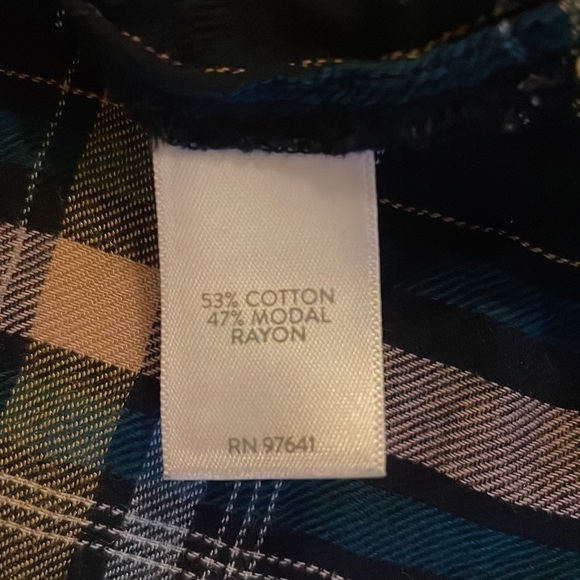 53% COTTON
47% MODAL
RAYON
RN 97641